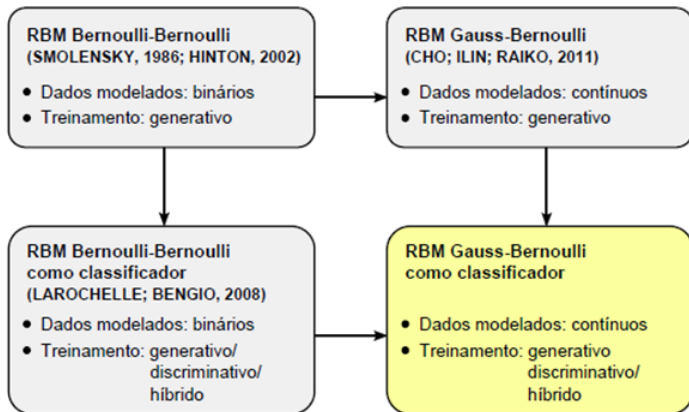 RBM Bernoulli-Bernoulli
(SMOLENSKY, 1986; HINTON, 2002)
• Dados modelados: binários
• Treinamento: generativo
RBM Gauss-Bernoulli
(CHO; ILIN; RAIKO, 2011)
• Dados modelados: contínuos
• Treinamento: generativo
RBM Bernoulli-Bernoulli
como classificador
(LAROCHELLE; BENGIO, 2008)
• Dados modelados: binários
• Treinamento: generativo/
discriminativo/
híbrido
RBM Gauss-Bernoulli
como classificador
• Dados modelados: contínuos
• Treinamento: generativo
discriminativo/
híbrido